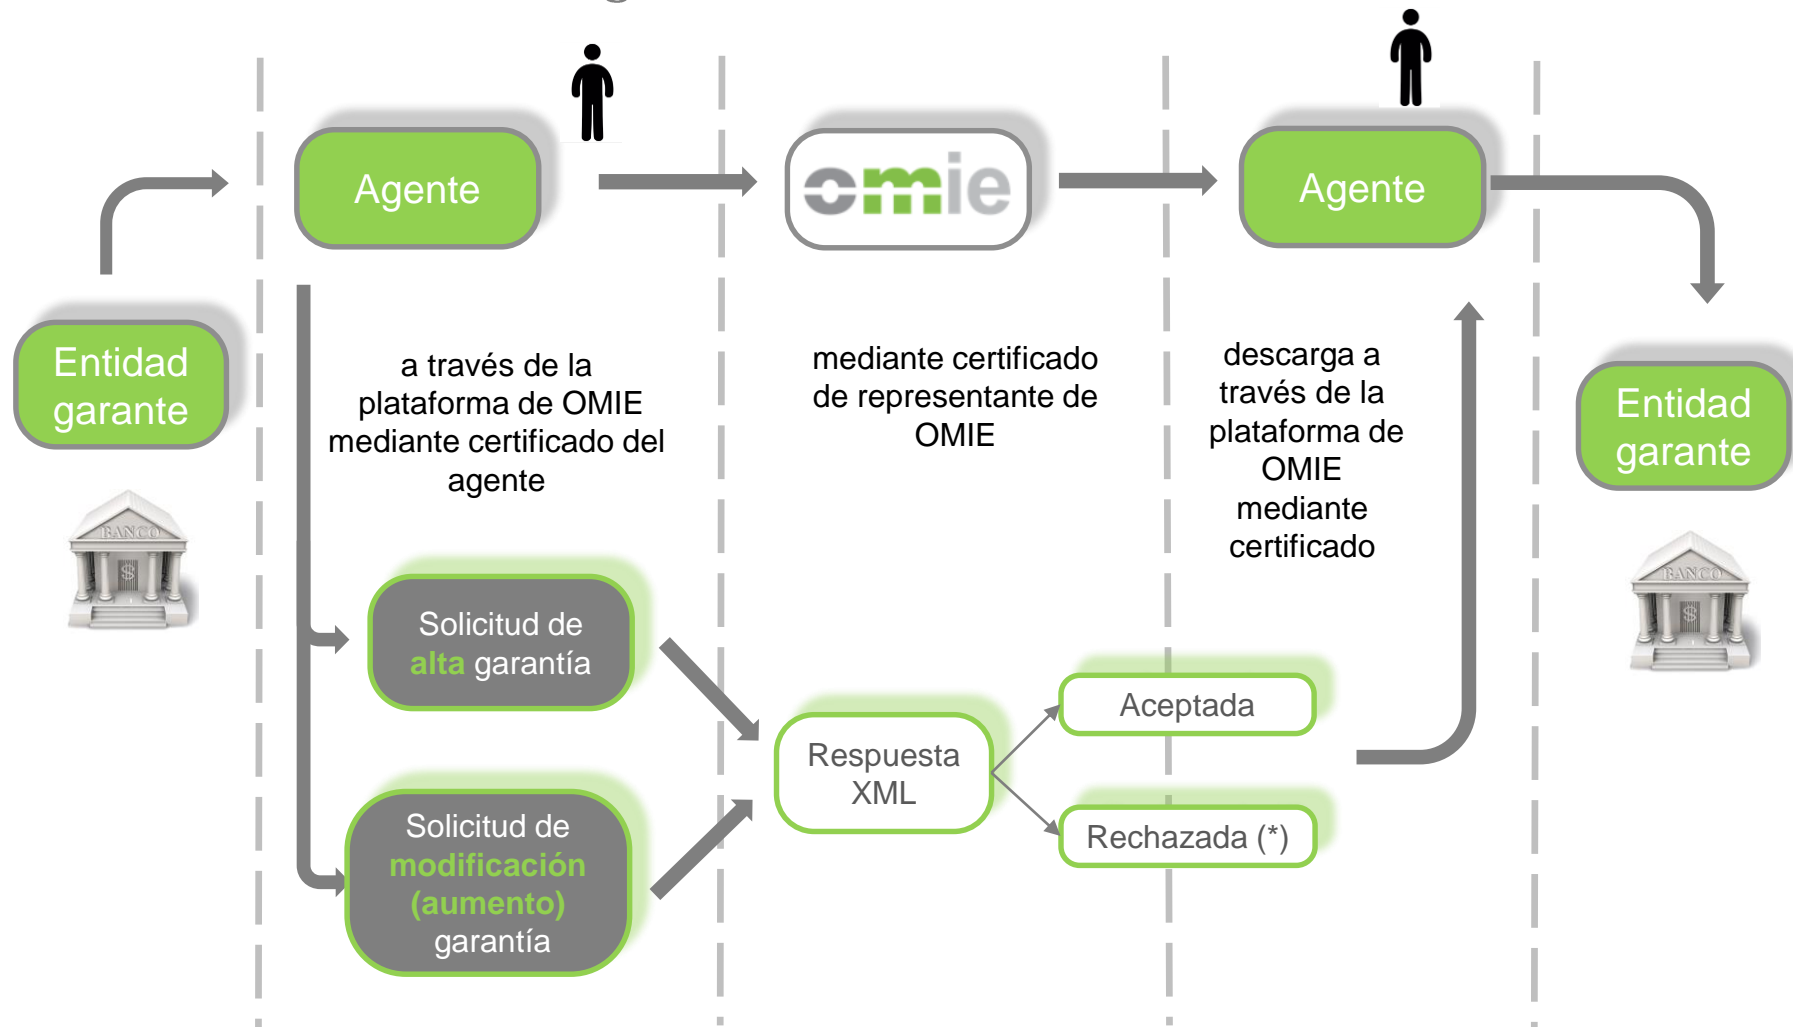 Agente
omie
Agente
Entidad
garante
a través de la
plataforma de OMIE
mediante certificado del
agente
mediante certificado
de representante de
OMIE
descarga a
través de la
plataforma de
OMIE
mediante
certificado
Entidad
garante
BANCO
$
BANCO
$
Solicitud de
alta garantía
Solicitud de
modificación
(aumento)
garantía
Respuesta
XML
Aceptada
Rechazada (*)